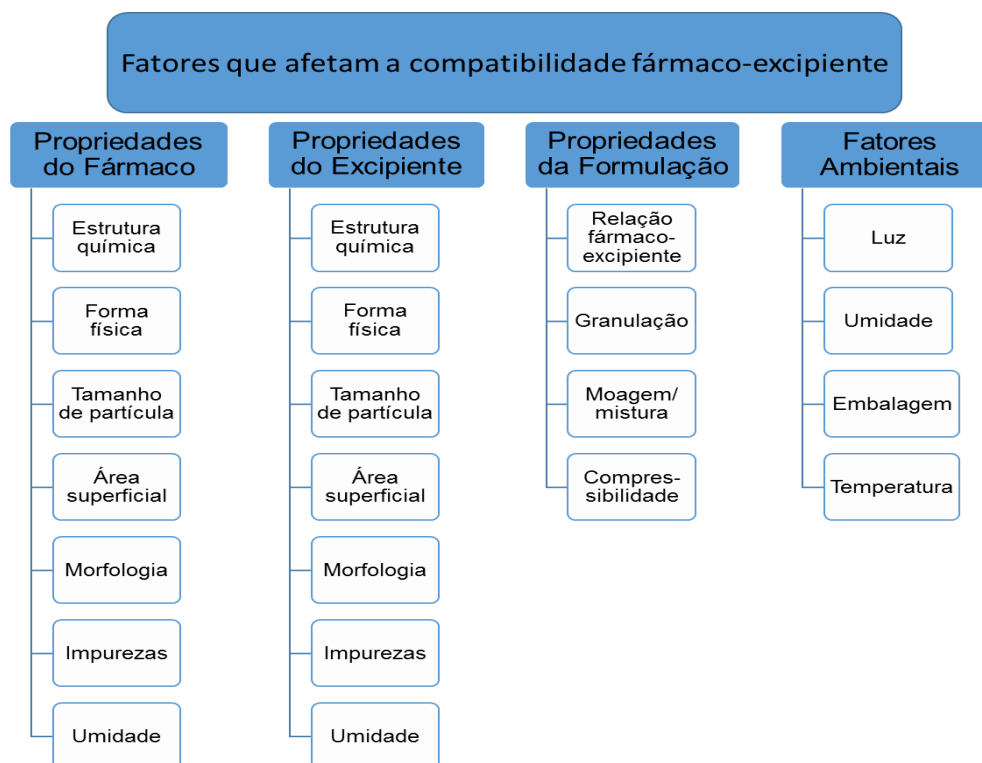 Fatores que afetam a compatibilidade fármaco-excipiente
Propriedades
do Fármaco
Estrutura
química
Forma
física
Tamanho
de partícula
Área
superficial
Morfologia
Impurezas
Umidade
Propriedades
do Excipiente
Estrutura
química
Forma
física
Tamanho
de partícula
Área
superficial
Morfologia
Impurezas
Umidade
Propriedades
da Formulação
Relação
fármaco-
excipiente
Granulação
Moagem/
mistura
Compres-
sibilidade
Fatores
Ambientais
Luz
Umidade
Embalagem
Temperatura